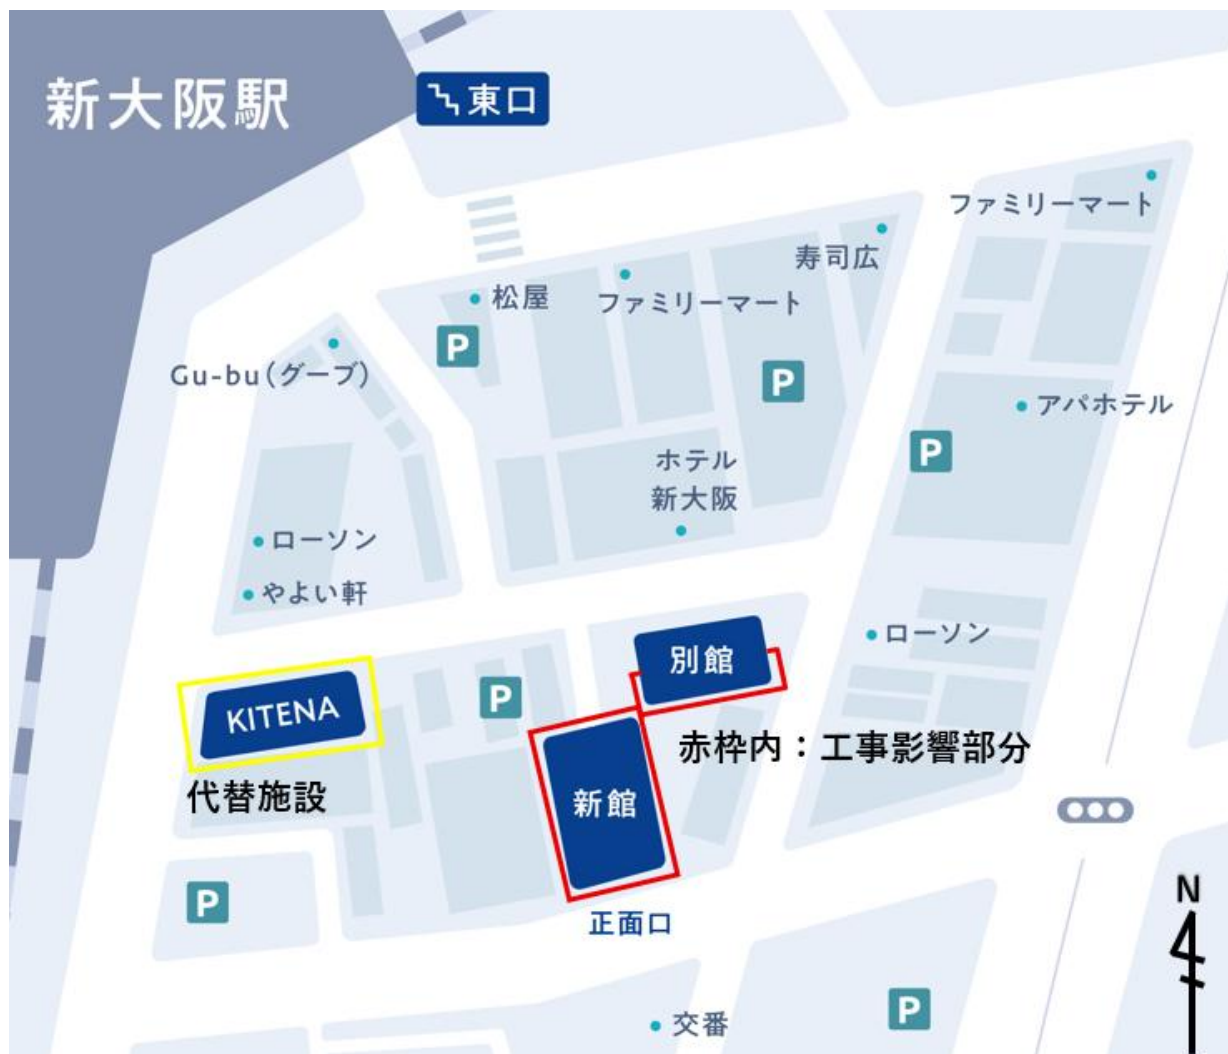 新大阪駅
東口
ファミリーマート
寿司広
松屋
ファミリーマート
P
Gu-bu(グーブ)
P
アパホテル
P
ホテル
新大阪
ローソン
やよい軒
ローソン
別館
P
KITENA
赤枠内：工事影響部分
代替施設
新館
P
正面口
N
P
交番